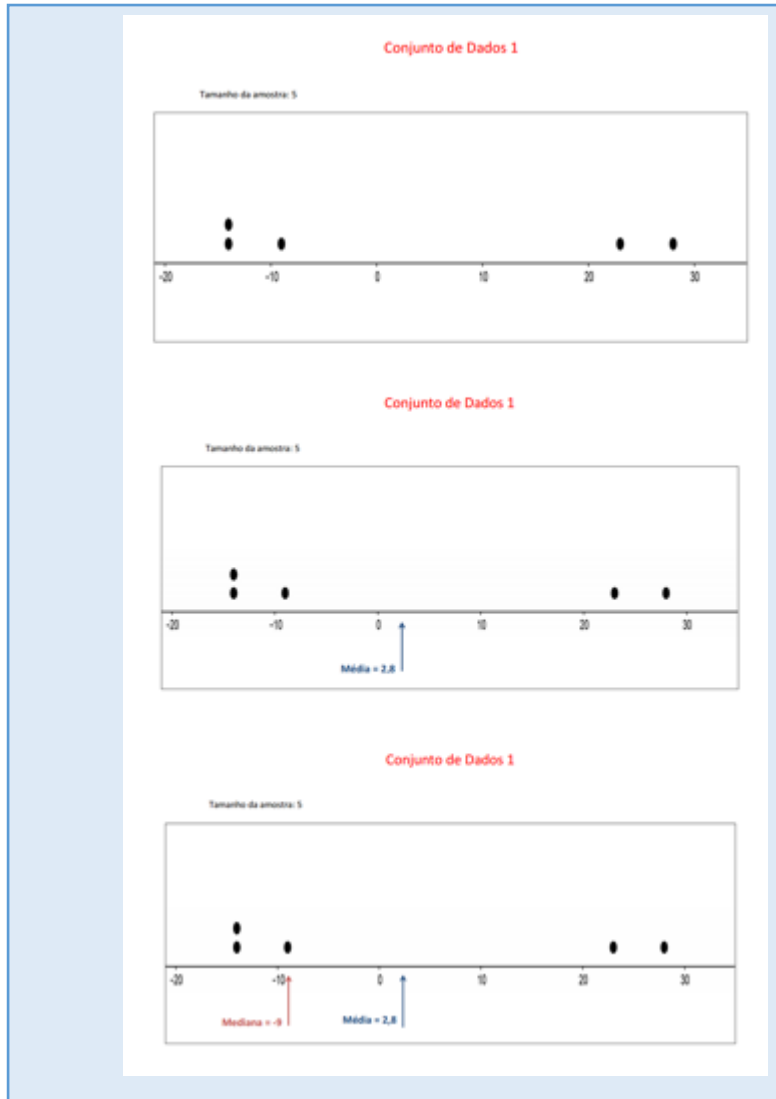 Conjunto de Dados 1
Tamanho da amostra: 5
-20 -10 0 10 20 30
Conjunto de Dados 1
Tamanho da amostra: 5
-20 -10 0 10 20 30
Média = 2,8
Conjunto de Dados 1
Tamanho da amostra: 5
-20 -10 0 10 20 30
Mediana = -9 Média = 2,8